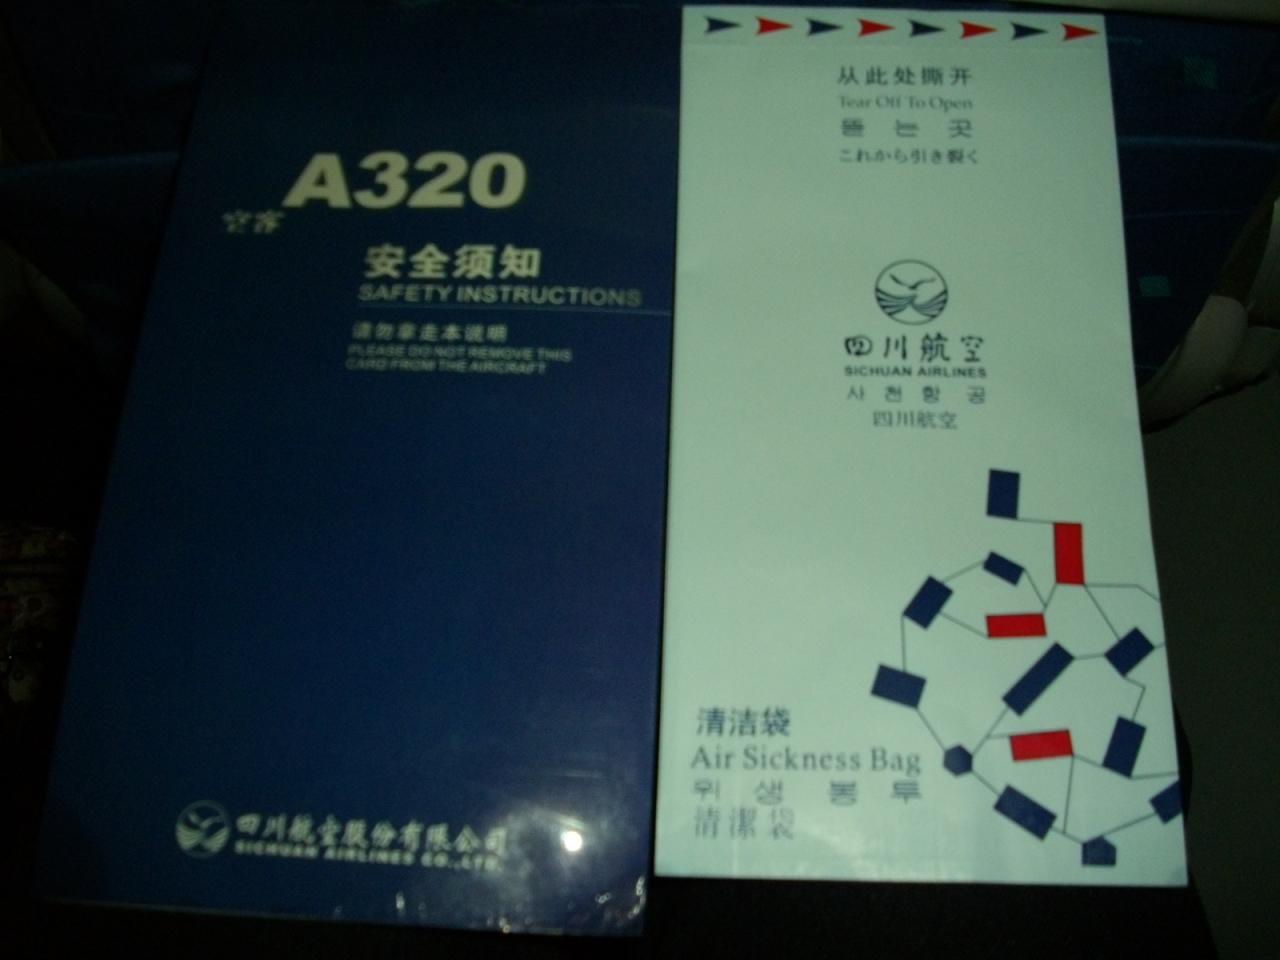 A320
空客
安全须知
SAFETY INSTRUCTIONS
请勿拿走本说明
PLEASE DO NOT REMOVE THIS
CARD FROM THE AIRCRAFT
四川航空股份有限公司
SICHUAN AIRLINES CO.,LTD.
从此处撕开
Tear Off To Open
뜯는 곳
これから引き裂く
四川航空
SICHUAN AIRLINES
사천항공
四川航空
清洁袋
Air Sickness Bag
위생봉투
清潔袋